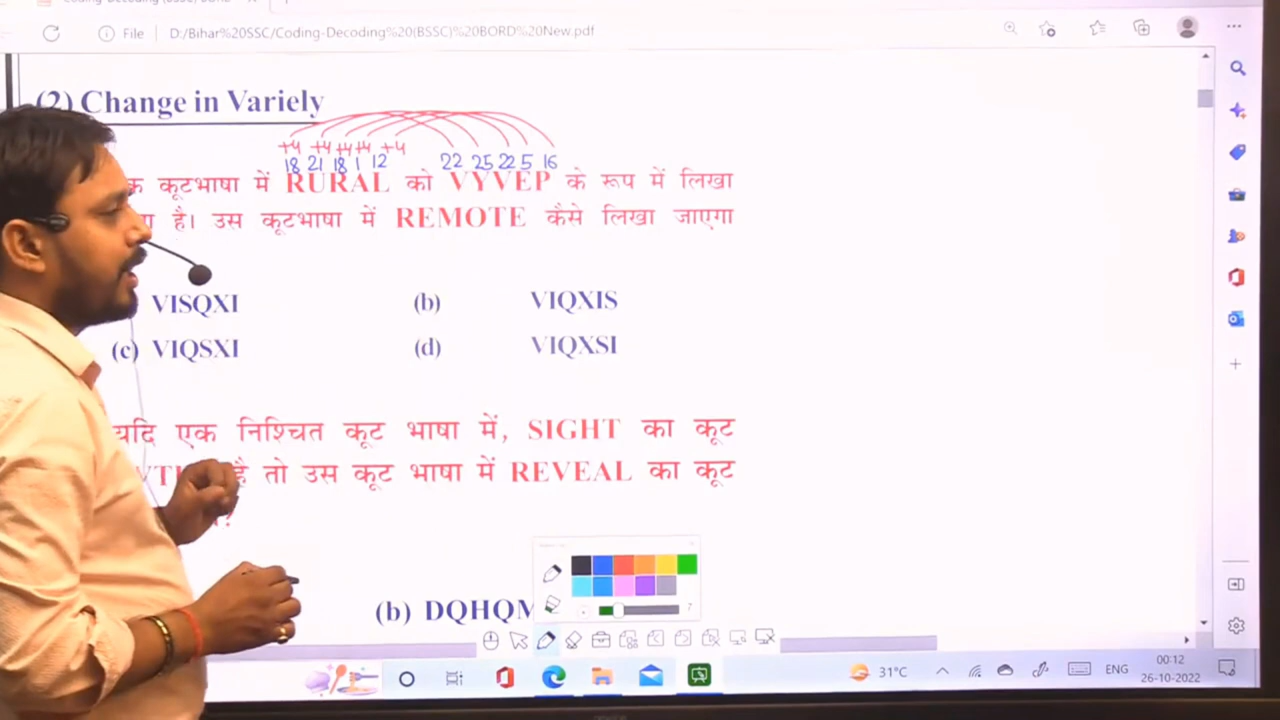 File D:/Bihar%20SSC/Coding-Decoding%20(BSSC)%20BORD%20New.pdf
(2) Change in Variely
+4 +4 +4 +4 +4
18 21 18 1 12 22 25 22 5 16
कूटभाषा में RURAL को VYVEP के रूप में लिखा
है। उस कूटभाषा में REMOTE कैसे लिखा जाएगा
VISQXI (b) VIQXIS
(c) VIQSXI (d) VIQXSI
यदि एक निश्चित कूट भाषा में, SIGHT का कूट
है तो उस कूट भाषा में REVEAL का कूट
(b) DQHQM
7
31°C ENG 00:12
26-10-2022